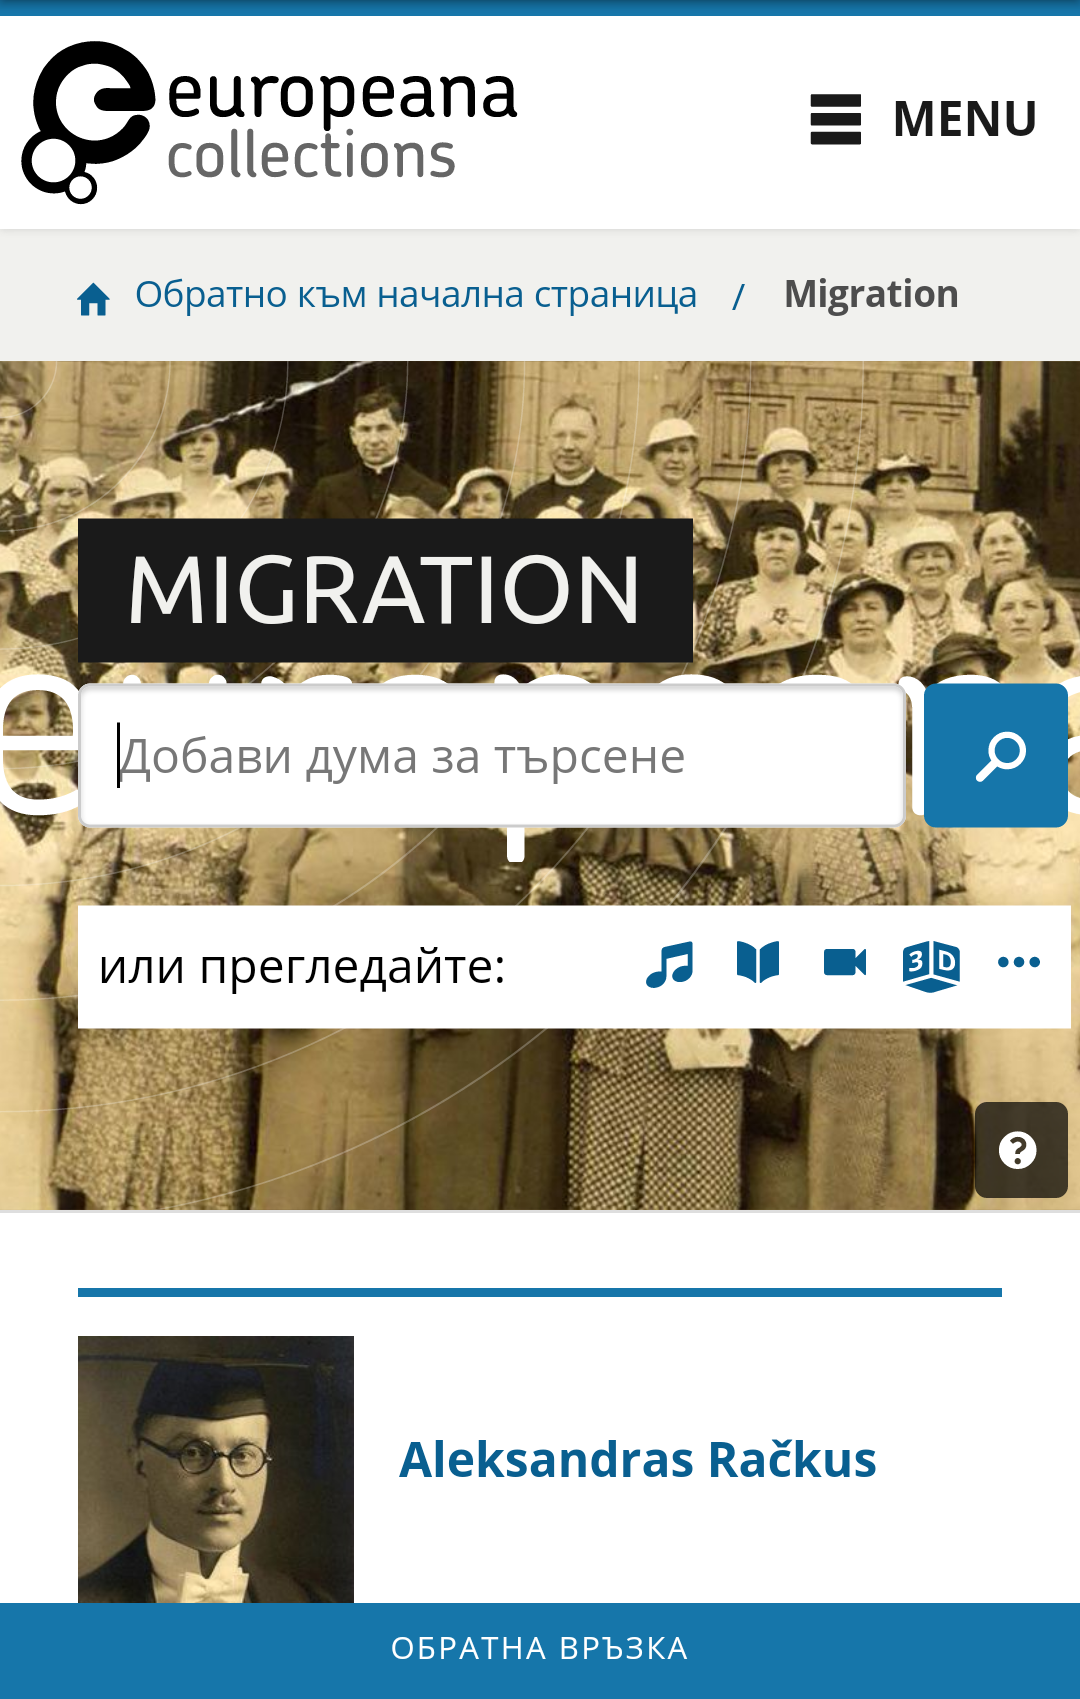 europeana
collections
MENU
Обратно към начална страница / Migration
MIGRATION
Добави дума за търсене
или прегледайте:
3D
Aleksandras Račkus
ОБРАТНА ВРЪЗКА